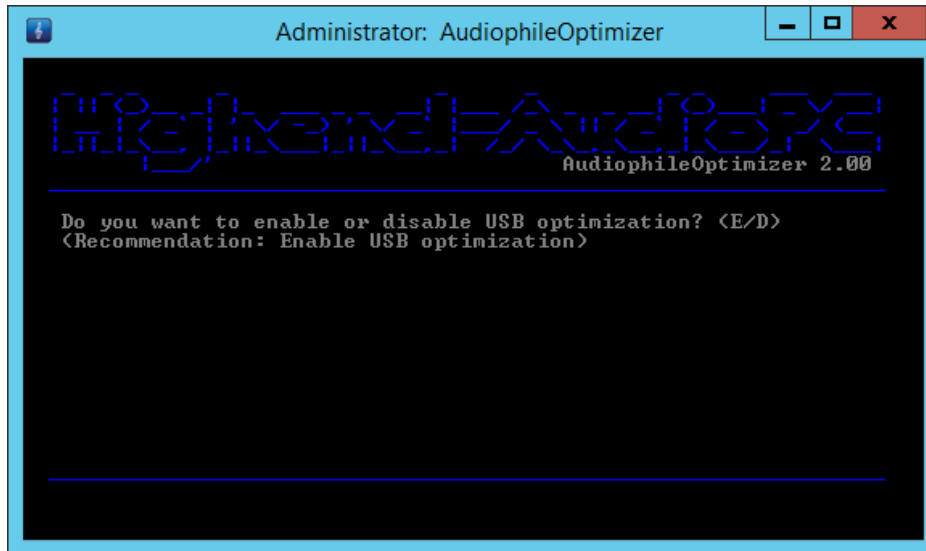 Administrator: AudiophileOptimizer
Highend-AudioPC
AudiophileOptimizer 2.00
Do you want to enable or disable USB optimization? (E/D)
(Recommendation: Enable USB optimization)